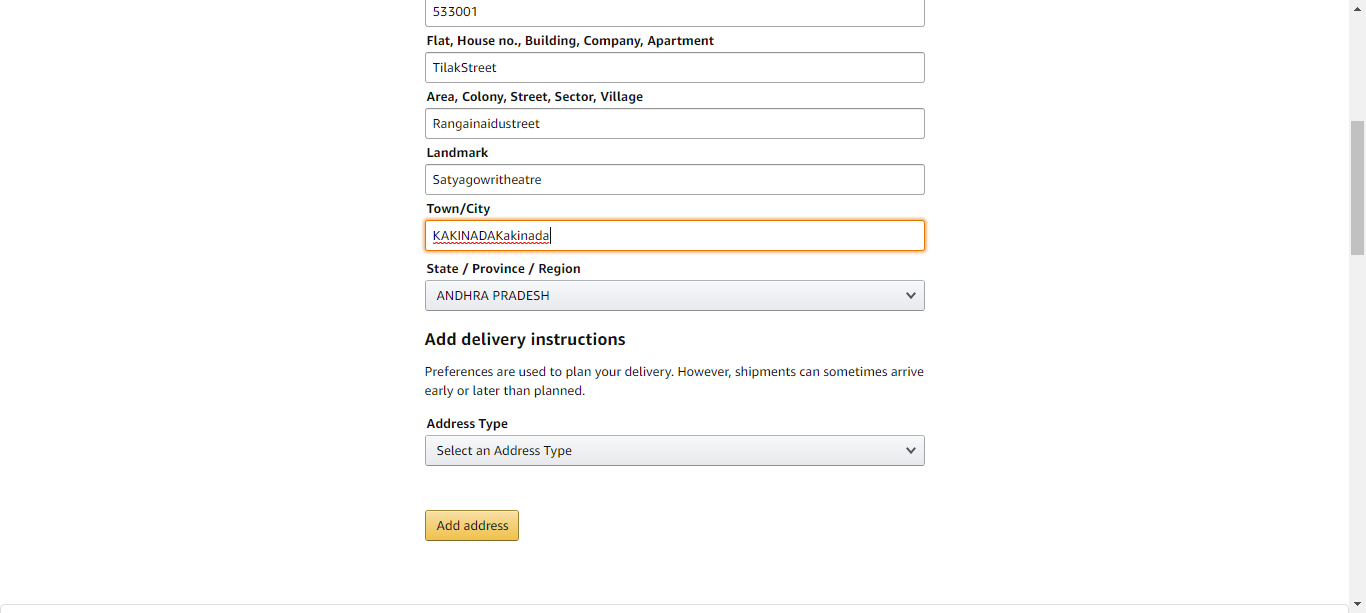 533001
Flat, House no., Building, Company, Apartment
TilakStreet
Area, Colony, Street, Sector, Village
Rangainaidustreet
Landmark
Satyagowritheatre
Town/City
KAKINADAKakinada
State / Province / Region
ANDHRA PRADESH
Add delivery instructions
Preferences are used to plan your delivery. However, shipments can sometimes arrive
early or later than planned.
Address Type
Select an Address Type
Add address